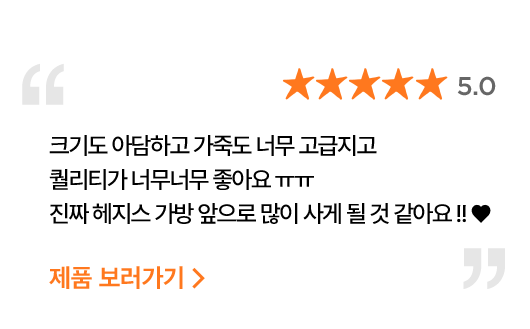 ★★★★★ 5.0
크기도 아담하고 가죽도 너무 고급지고
퀄리티가 너무너무 좋아요 ㅠㅠ
진짜 헤지스 가방 앞으로 많이 사게 될 것 같아요 !! ♥
제품 보러가기 >